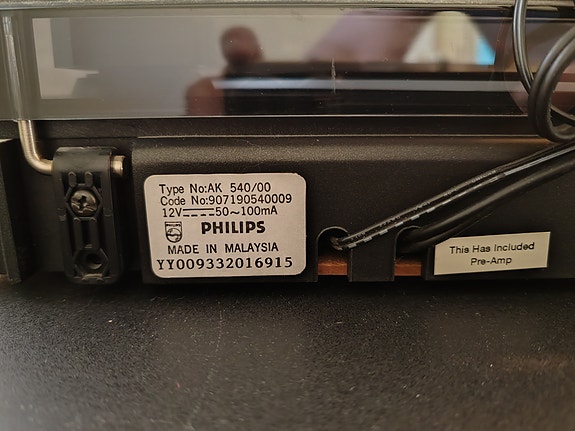 Type No:AK 540/00
Code No:907190540009
12V⎓50~100mA
PHILIPS
MADE IN MALAYSIA
YY009332016915
This Has Included
Pre-Amp